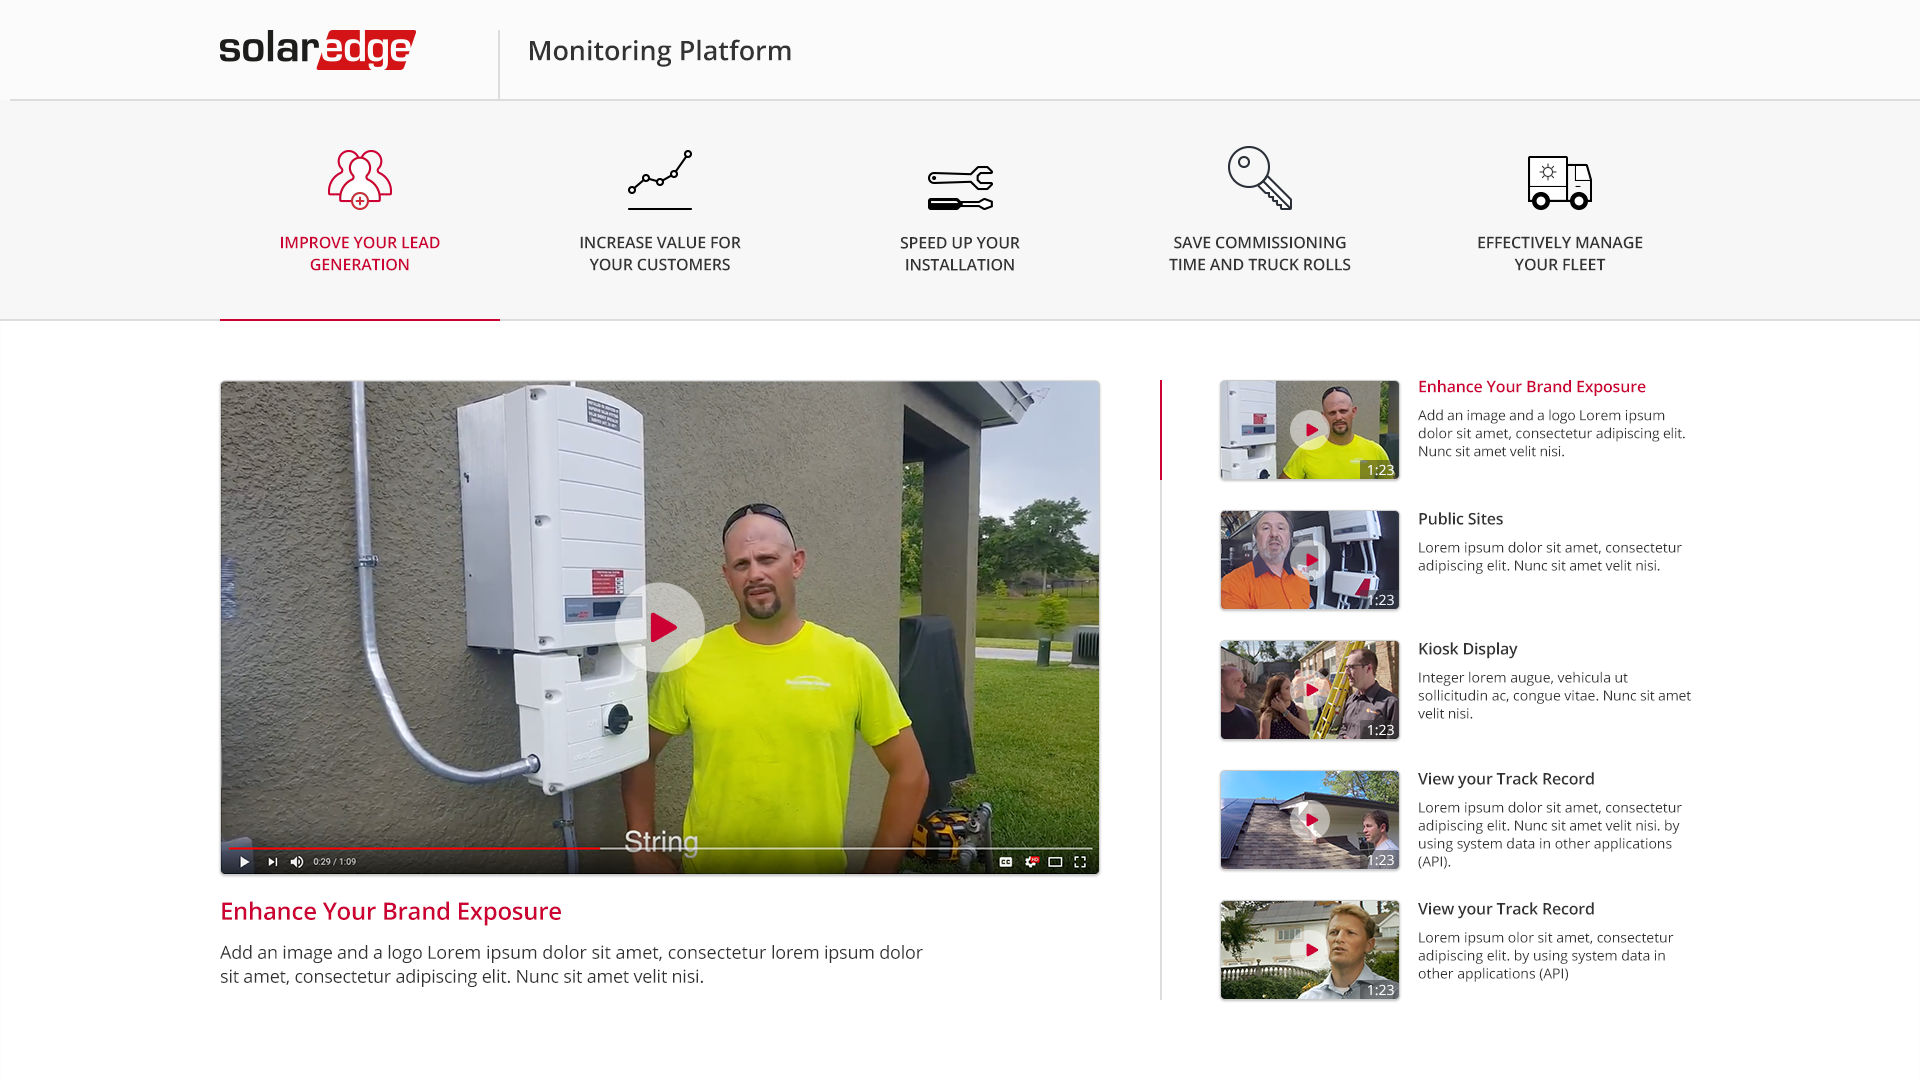 solaredge
Monitoring Platform
IMPROVE YOUR LEAD
GENERATION
INCREASE VALUE FOR
YOUR CUSTOMERS
SPEED UP YOUR
INSTALLATION
SAVE COMMISSIONING
TIME AND TRUCK ROLLS
EFFECTIVELY MANAGE
YOUR FLEET
String
0:29 / 1:09
CC
HD
Enhance Your Brand Exposure
Add an image and a logo Lorem ipsum dolor sit amet, consectetur lorem ipsum dolor
sit amet, consectetur adipiscing elit. Nunc sit amet velit nisi.
1:23
Enhance Your Brand Exposure
Add an image and a logo Lorem ipsum
dolor sit amet, consectetur adipiscing elit.
Nunc sit amet velit nisi.
1:23
Public Sites
Lorem ipsum dolor sit amet, consectetur
adipiscing elit. Nunc sit amet velit nisi.
1:23
Kiosk Display
Integer lorem augue, vehicula ut
sollicitudin ac, congue vitae. Nunc sit amet
velit nisi.
1:23
View your Track Record
Lorem ipsum dolor sit amet, consectetur
adipiscing elit. Nunc sit amet velit nisi. by
using system data in other applications
(API).
1:23
View your Track Record
Lorem ipsum olor sit amet, consectetur
adipiscing elit. by using system data in
other applications (API)